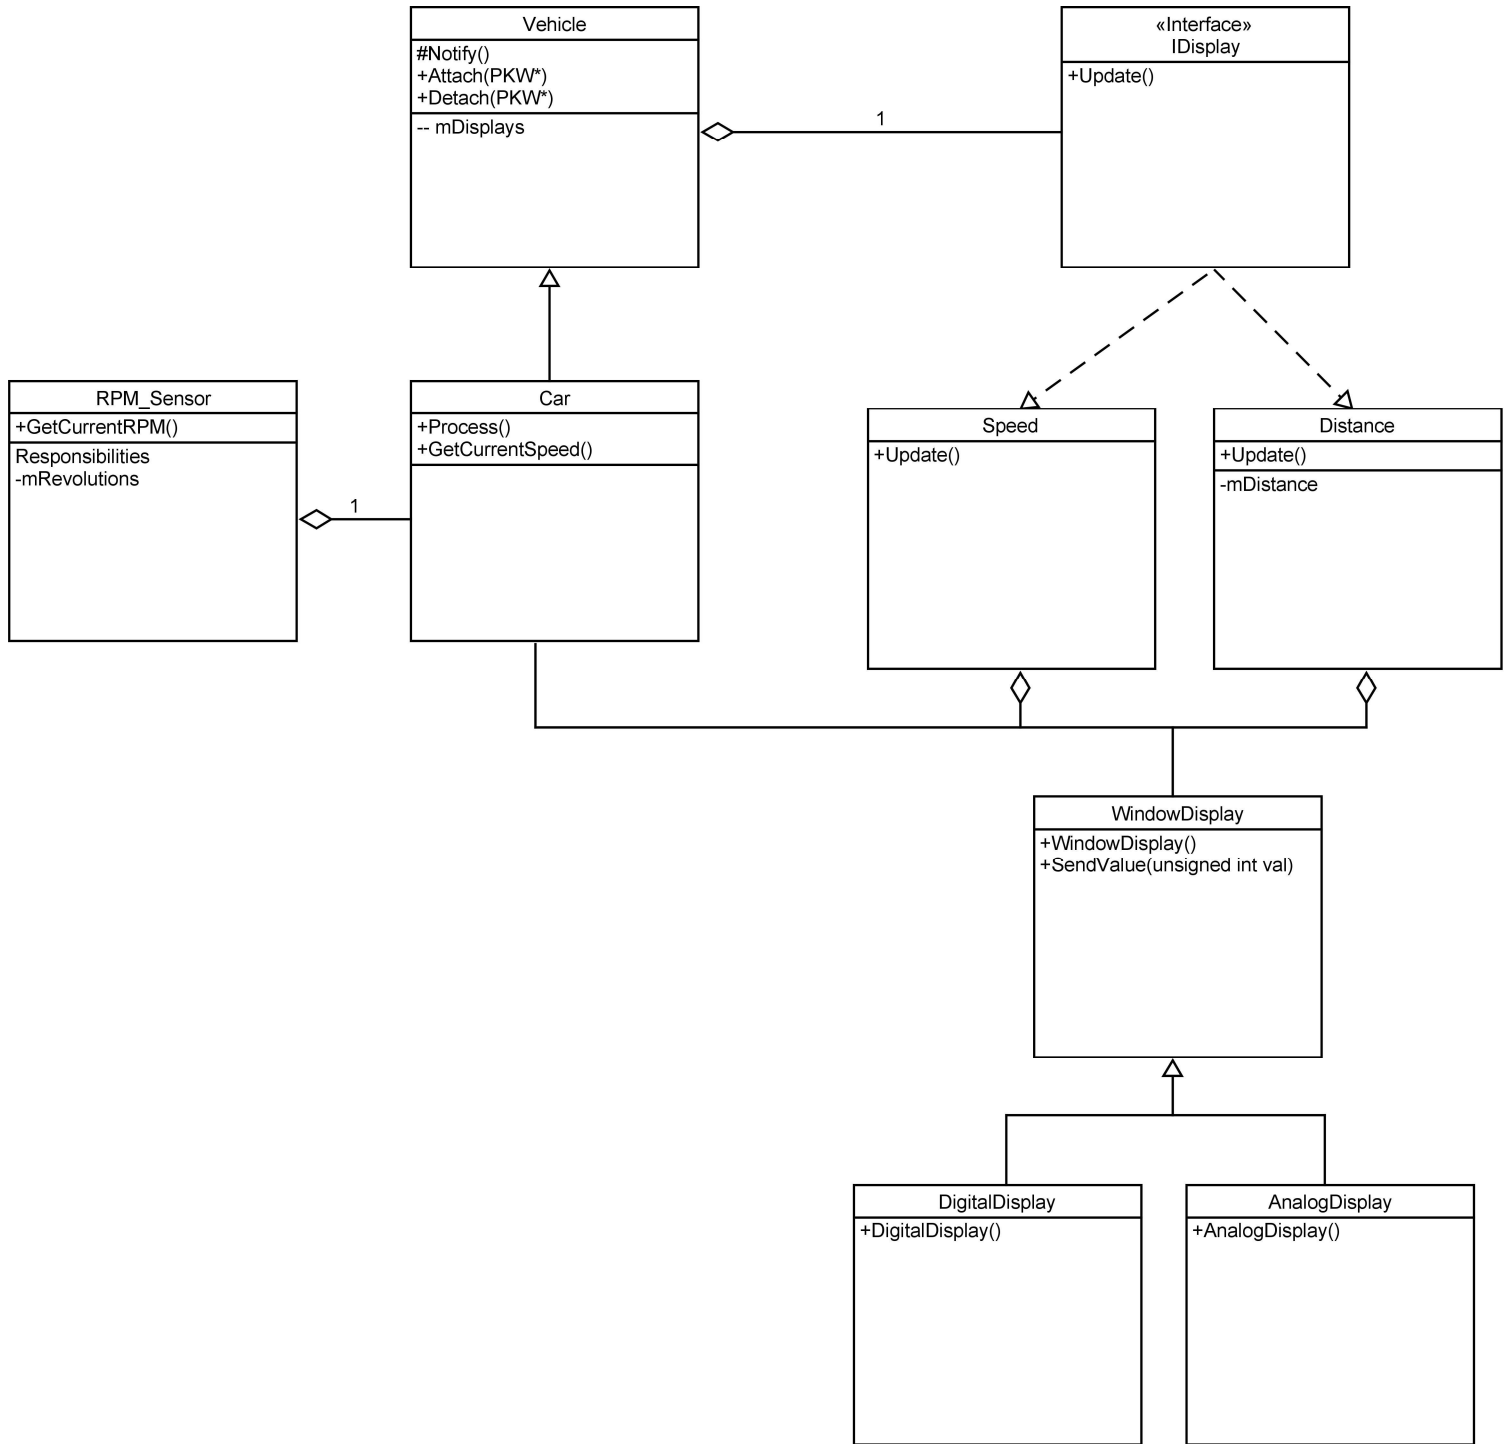 Vehicle
#Notify()
+Attach(PKW*)
+Detach(PKW*)
-- mDisplays
1
«Interface»
IDisplay
+Update()
RPM_Sensor
+GetCurrentRPM()
Responsibilities
-mRevolutions
1
Car
+Process()
+GetCurrentSpeed()
Speed
+Update()
Distance
+Update()
-mDistance
WindowDisplay
+WindowDisplay()
+SendValue(unsigned int val)
DigitalDisplay
+DigitalDisplay()
AnalogDisplay
+AnalogDisplay()